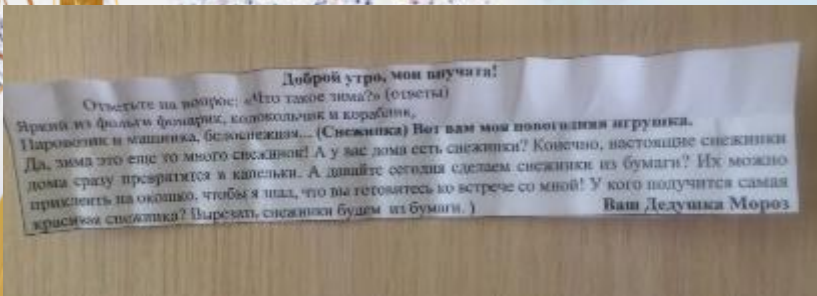 Доброй утро, мои внучата!
Ответьте на вопрос: «Что такое зима?» (ответы)
Яркий из фольги фонарик, колокольчик и кораблик,
Паровозик и машинка, белоснежная... (Снежинка) Вот вам моя новогодняя игрушка.
Да, зима это еще то много снежинок! А у вас дома есть снежинки? Конечно, настоящие снежинки
дома сразу превратятся в капельки. А давайте сегодня сделаем снежинки из бумаги? Их можно
приклеить на окошко, чтобы я знал, что вы готовитесь ко встрече со мной! У кого получится самая
красивая снежинка? Вырезать снежинки будем из бумаги. )
Ваш Дедушка Мороз